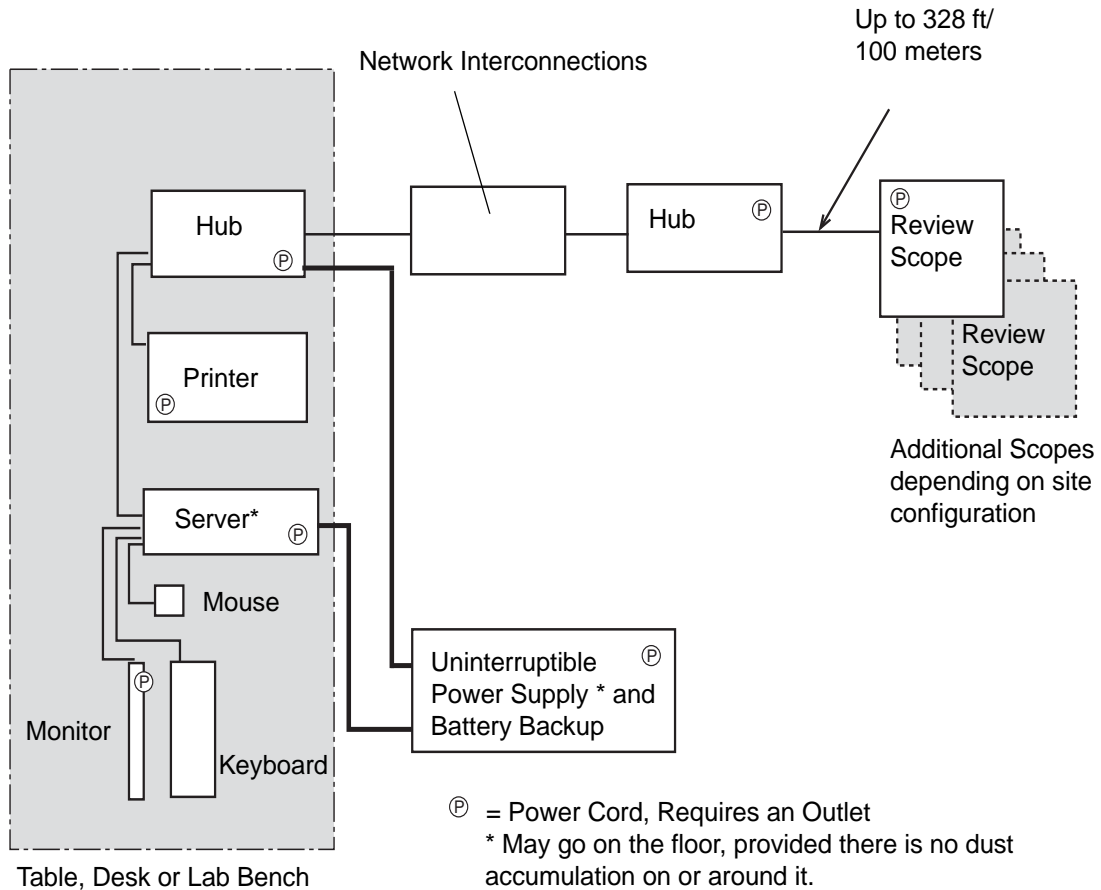 Up to 328 ft/
100 meters
Network Interconnections
Hub
Ⓟ
Hub
Ⓟ
Ⓟ
Review
Scope
Review
Scope
Printer
Ⓟ
Additional Scopes
depending on site
configuration
Server*
Ⓟ
Mouse
Uninterruptible Ⓟ
Power Supply * and
Battery Backup
Ⓟ
Monitor
Keyboard
Ⓟ = Power Cord, Requires an Outlet
* May go on the floor, provided there is no dust
accumulation on or around it.
Table, Desk or Lab Bench